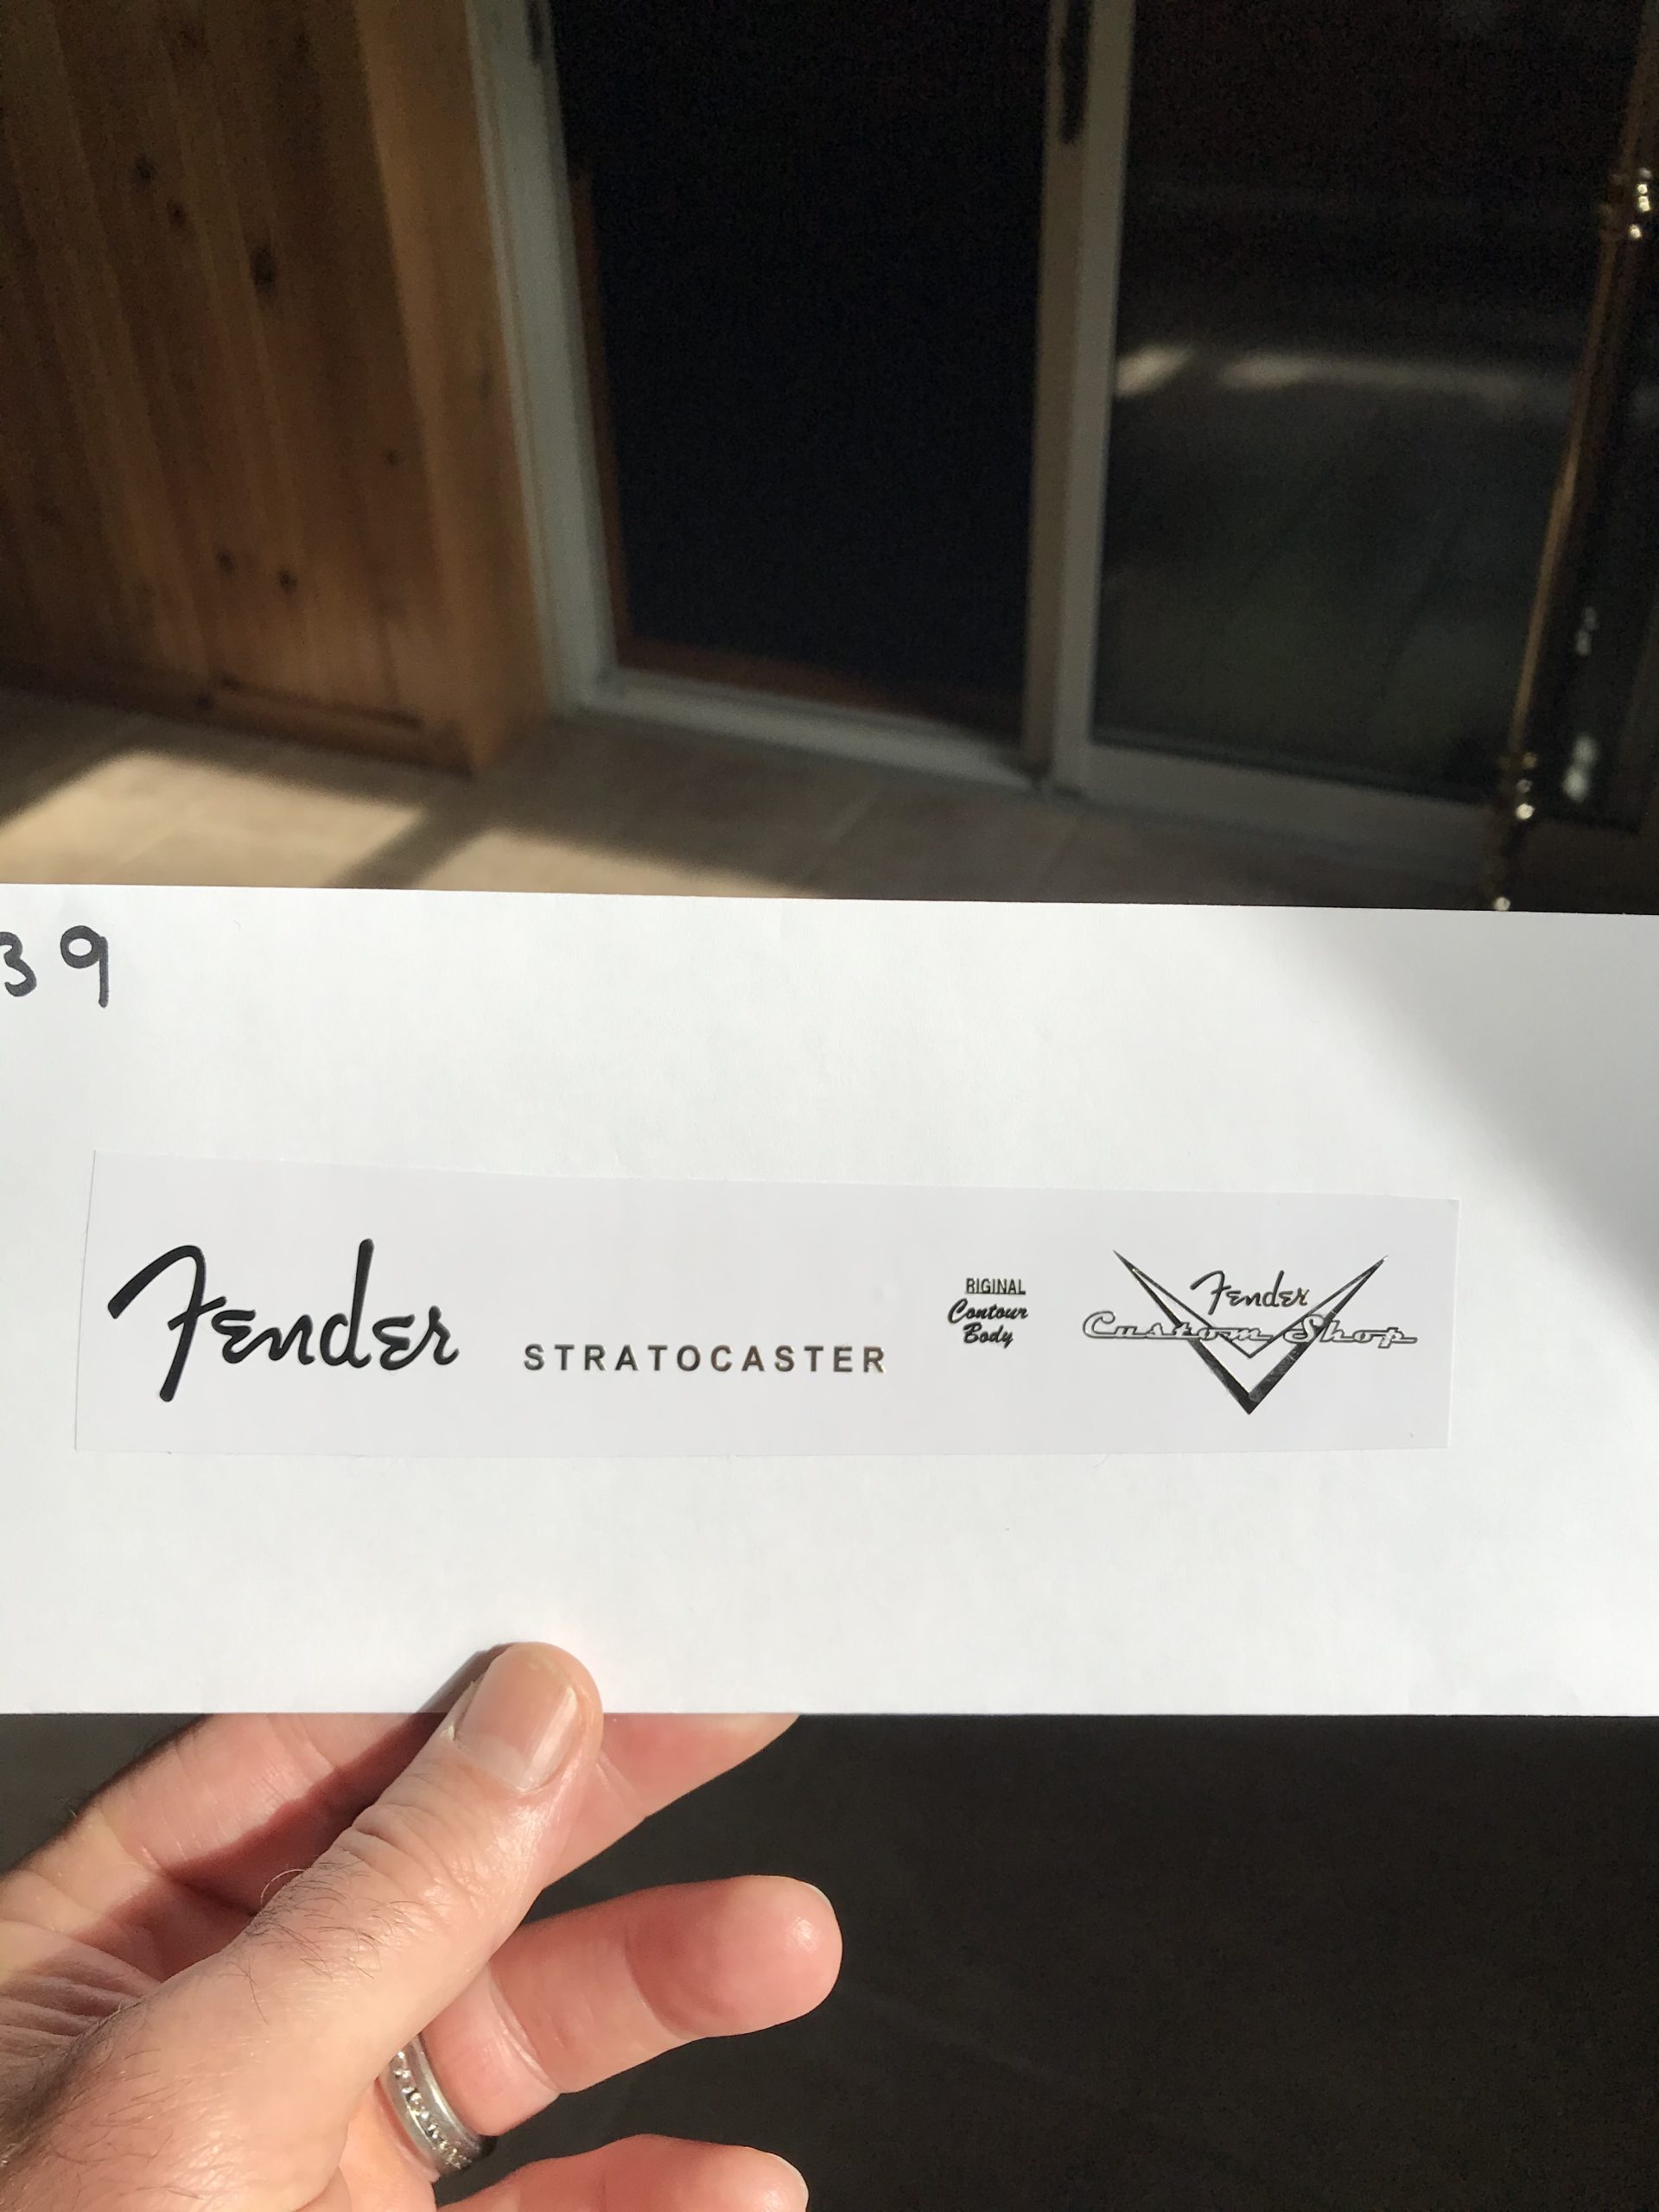 39
Fender
STRATOCASTER
RIGINAL
Contour
Body
Fender
Custom Shop